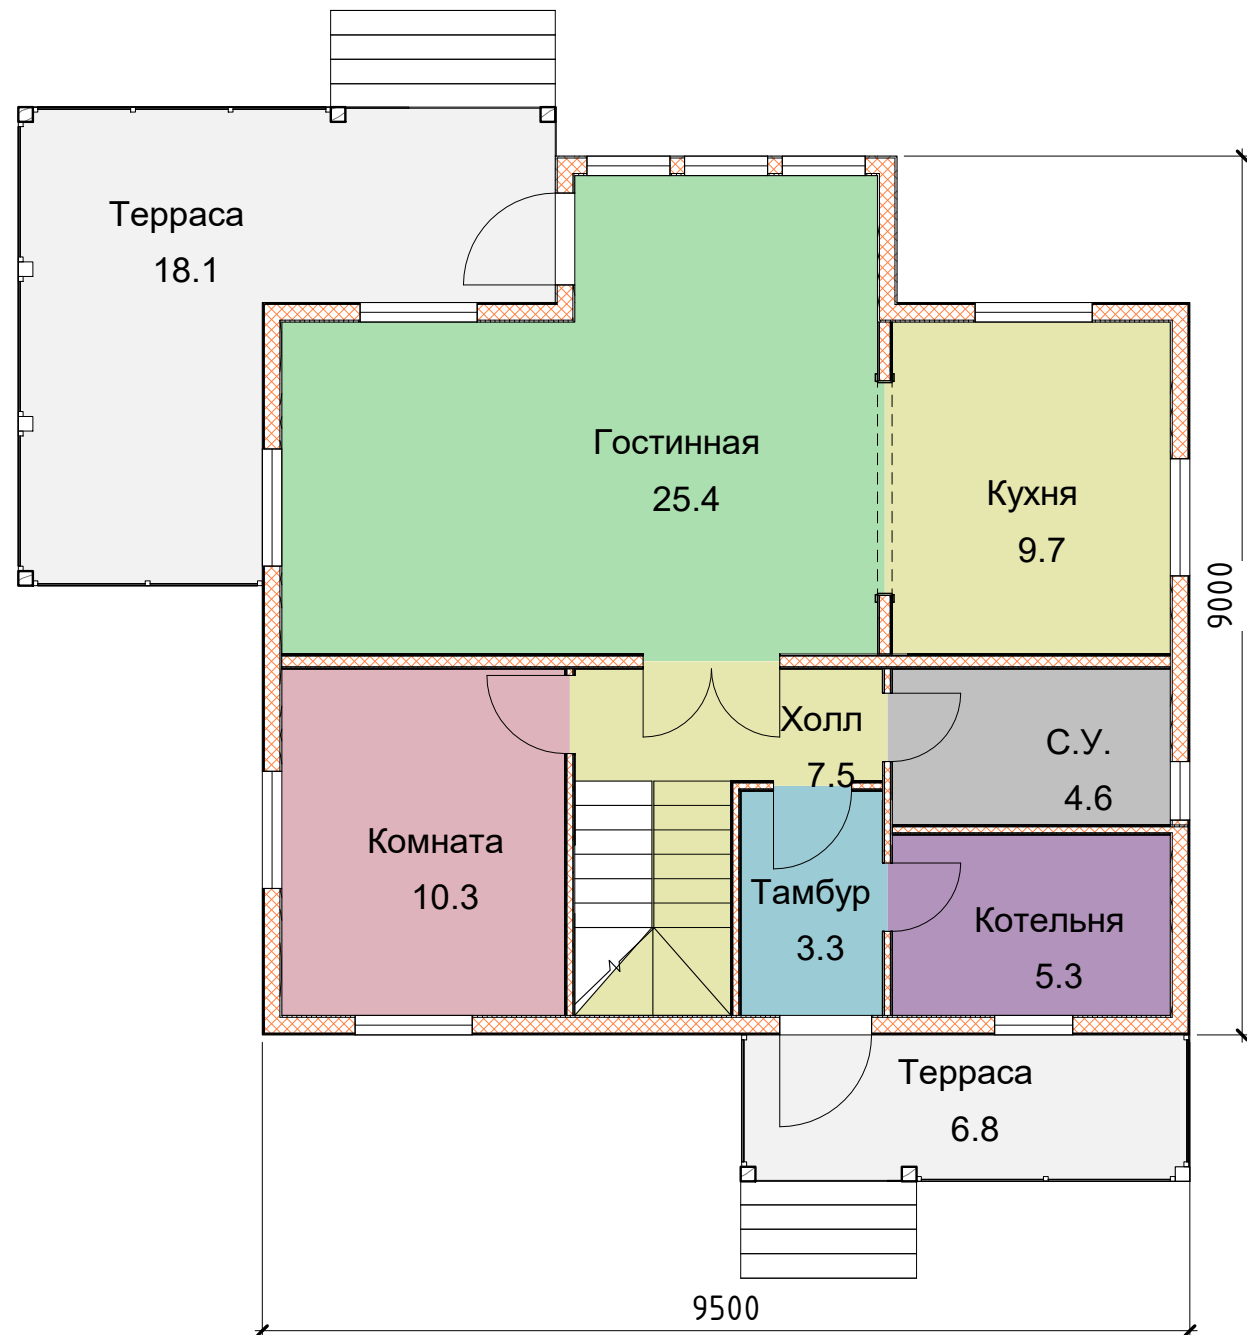 Терраса
18.1
Гостинная
25.4
Кухня
9.7
9000
Холл
7.5
С.У.
4.6
Комната
10.3
Тамбур
3.3
Котельня
5.3
Терраса
6.8
9500